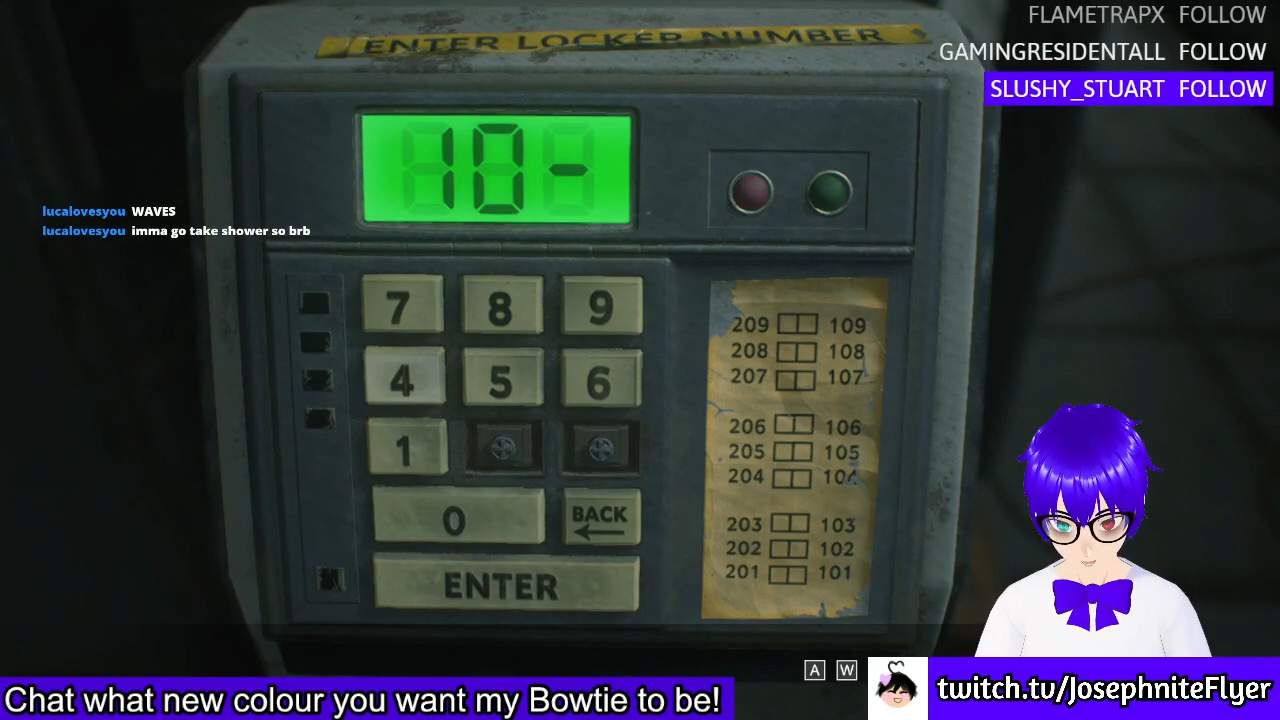 FLAMETRAPX FOLLOW
GAMINGRESIDENTALL FOLLOW
SLUSHY_STUART FOLLOW
ENTER LOCKER NUMBER
10-
lucalovesyou WAVES
lucalovesyou imma go take shower so brb
7 8 9
4 5 6
1
0 BACK
ENTER
209 109
208 108
207 107
206 106
205 105
204 104
203 103
202 102
201 101
A W
Chat what new colour you want my Bowtie to be!
twitch.tv/JosephniteFlyer